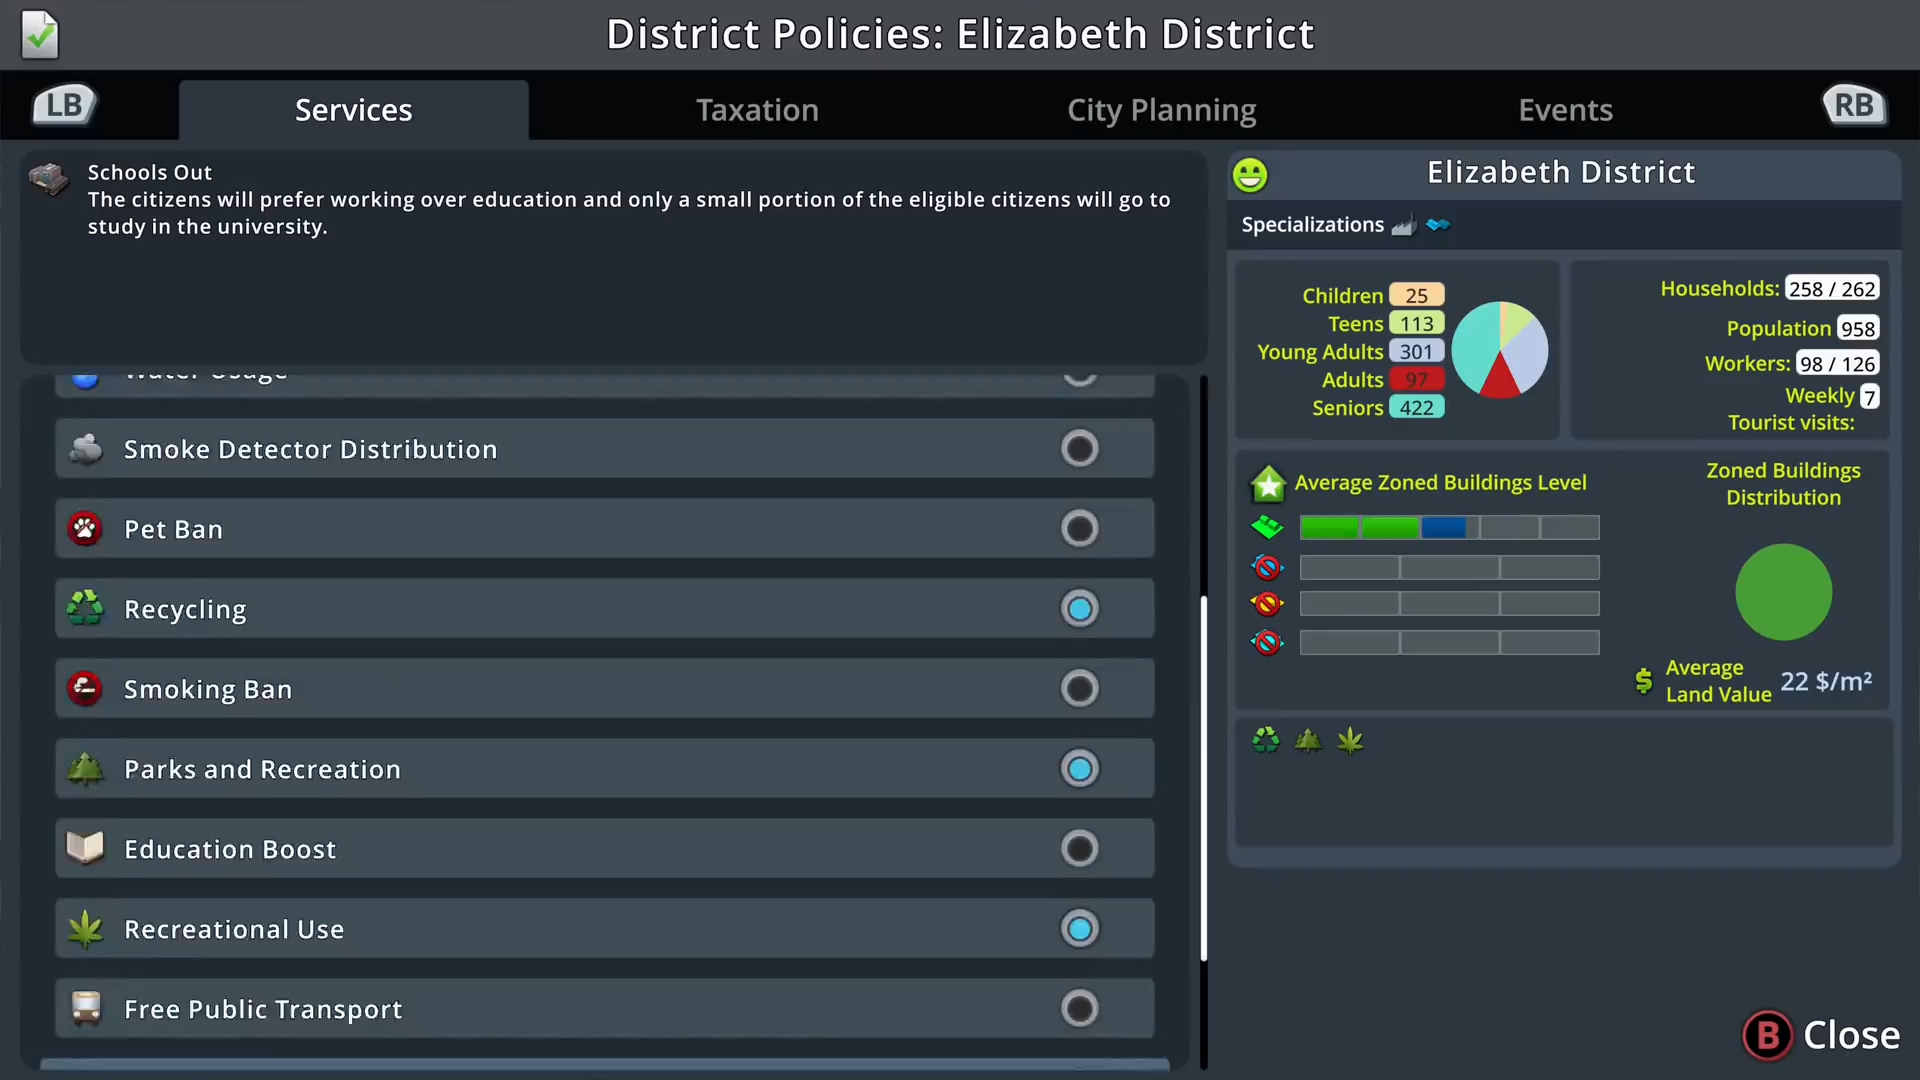 District Policies: Elizabeth District
LB
Services
Taxation
City Planning
Events
RB
Schools Out
The citizens will prefer working over education and only a small portion of the eligible citizens will go to
study in the university.
Water Usage
Smoke Detector Distribution
Pet Ban
Recycling
Smoking Ban
Parks and Recreation
Education Boost
Recreational Use
Free Public Transport
Elizabeth District
Specializations
Children 25
Teens 113
Young Adults 301
Adults 97
Seniors 422
Households: 258 / 262
Population 958
Workers: 98 / 126
Weekly 7
Tourist visits:
Average Zoned Buildings Level
Zoned Buildings
Distribution
$ Average
Land Value 22 $/m²
B Close